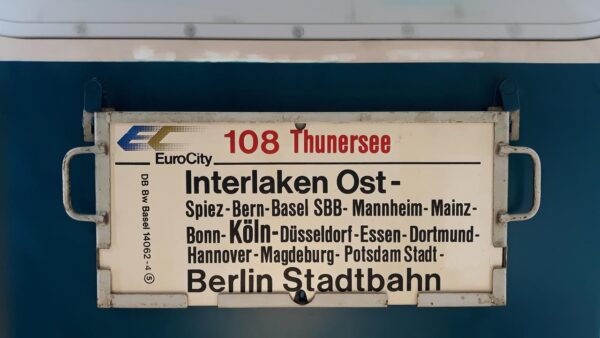 EC
EuroCity
108 Thunersee
Interlaken Ost-
Spiez-Bern-Basel SBB-Mannheim-Mainz-
Bonn-Köln-Düsseldorf-Essen-Dortmund-
Hannover-Magdeburg-Potsdam Stadt-
Berlin Stadtbahn
DB Bw Basel 14062-4 5